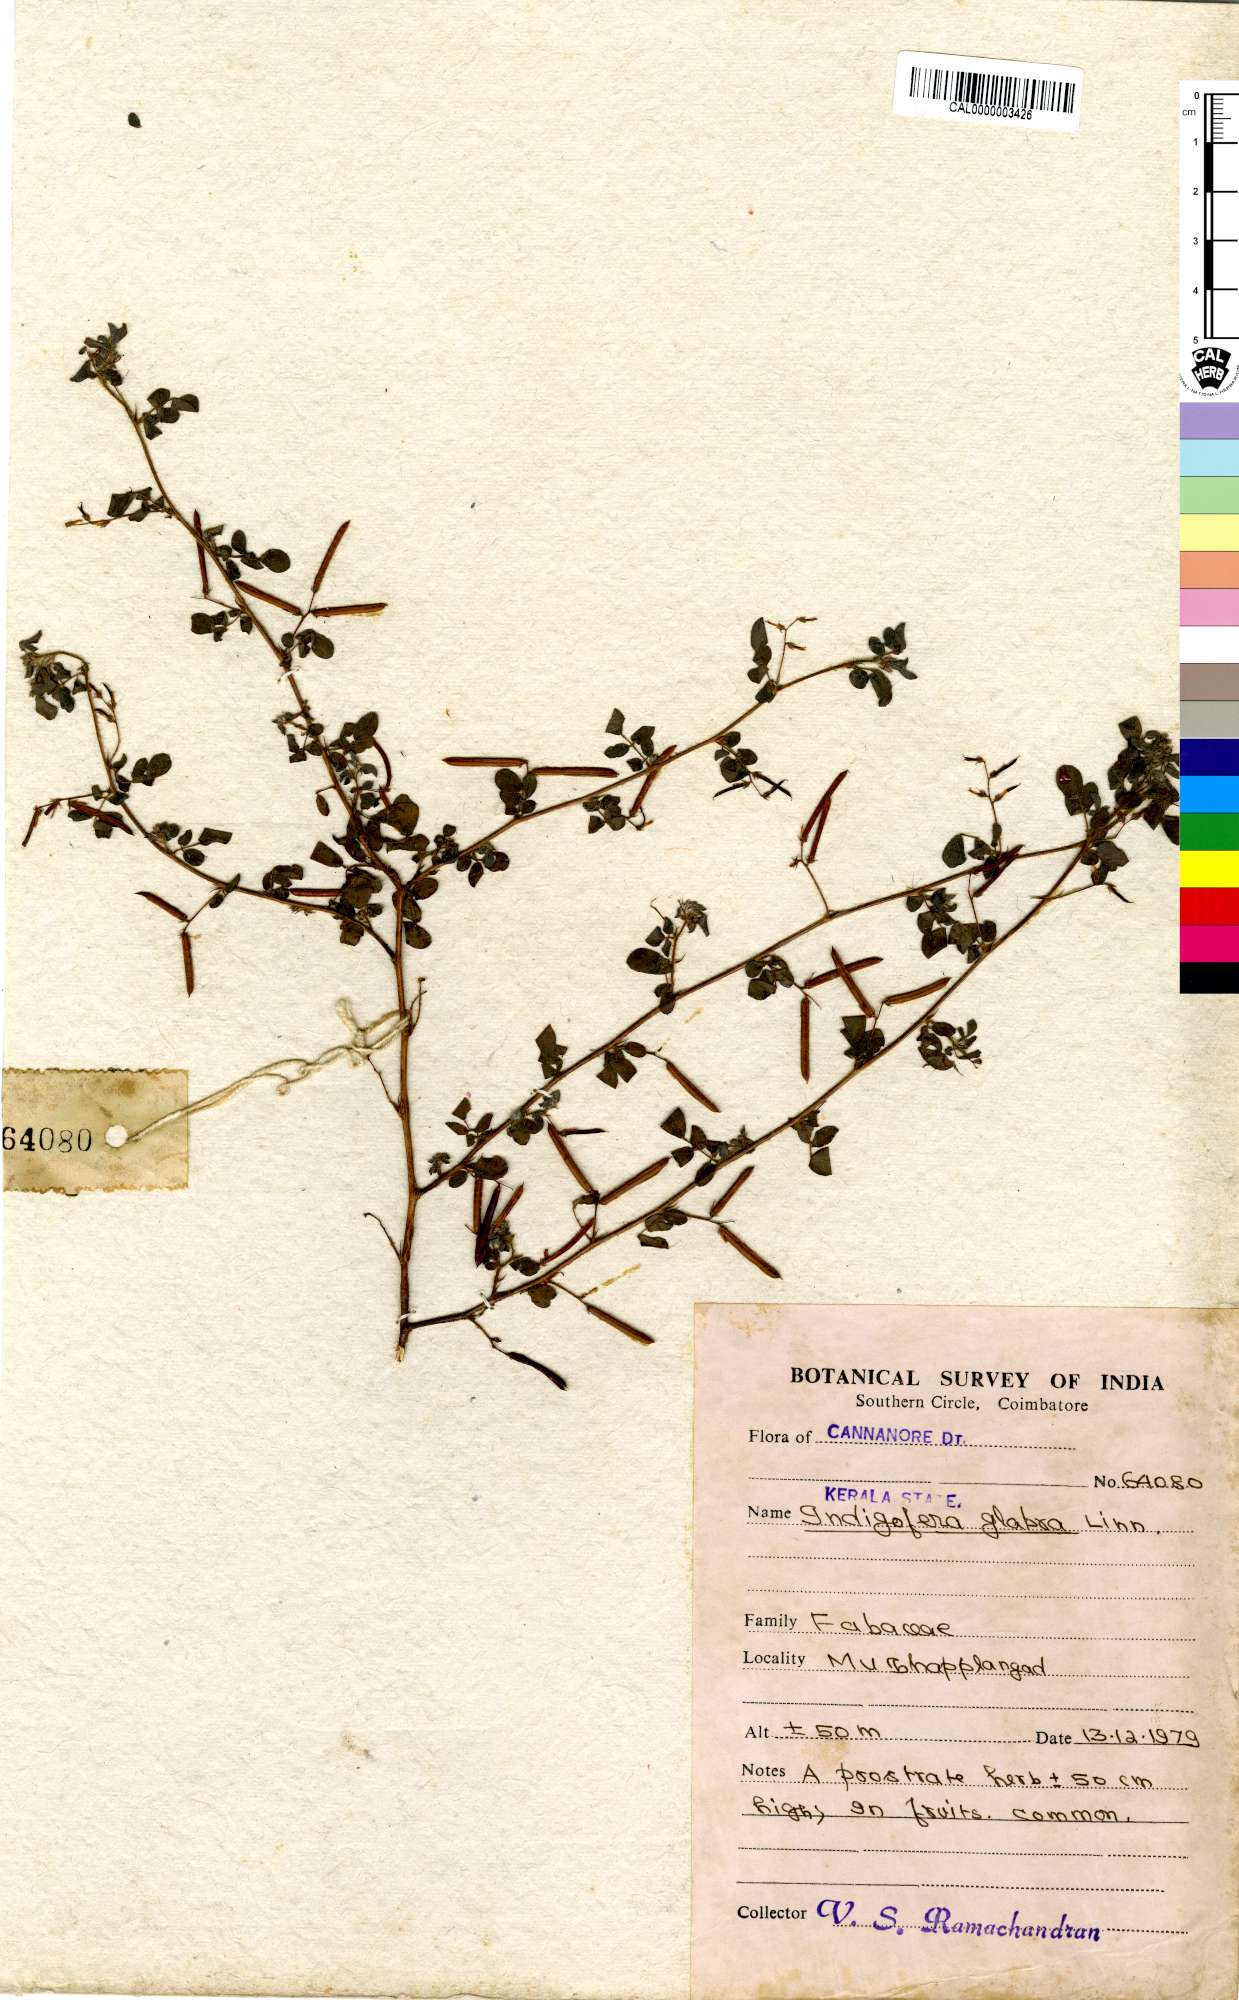 CAL0000003426
0
cm
1
2
3
4
5
CAL
HERB
64080
BOTANICAL SURVEY OF INDIA
Southern Circle, Coimbatore
Flora of CANNANORE DT.
No. 64080
KERALA STATE.
Name Indigofera glabra Linn.
Family Fabaceae
Locality Muzhapplangad
Alt ± 50 m Date 13.12.1979
Notes A prostrate herb ± 50 cm
high; In fruits. common.
Collector V. S. Ramachandran